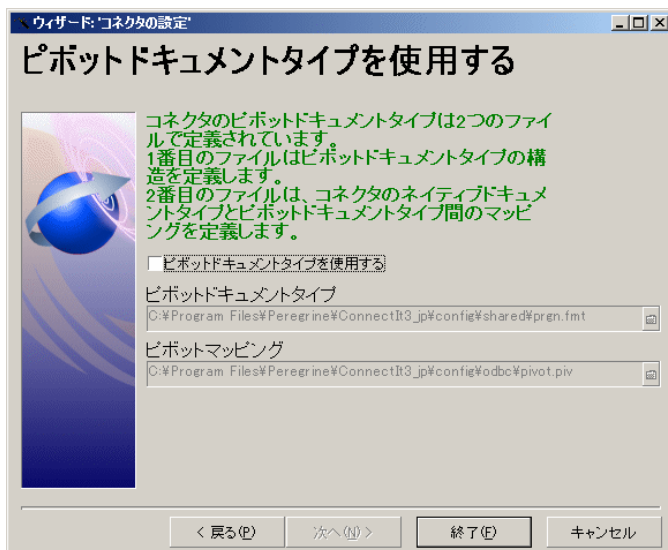 ウィザード: 'コネクタの設定'
ピボットドキュメントタイプを使用する
コネクタのピボットドキュメントタイプは2つのファイ
ルで定義されています。
1番目のファイルはピボットドキュメントタイプの構
造を定義します。
2番目のファイルは、コネクタのネイティブドキュメ
ントタイプとピボットドキュメントタイプ間のマッピ
ングを定義します。
ピボットドキュメントタイプを使用する
ピボットドキュメントタイプ
C:¥Program Files¥Peregrine¥ConnectIt3_jp¥config¥shared¥prgn.fmt
ピボットマッピング
C:¥Program Files¥Peregrine¥ConnectIt3_jp¥config¥odbc¥pivot.piv
< 戻る(P) 次へ(N) > 終了(F) キャンセル